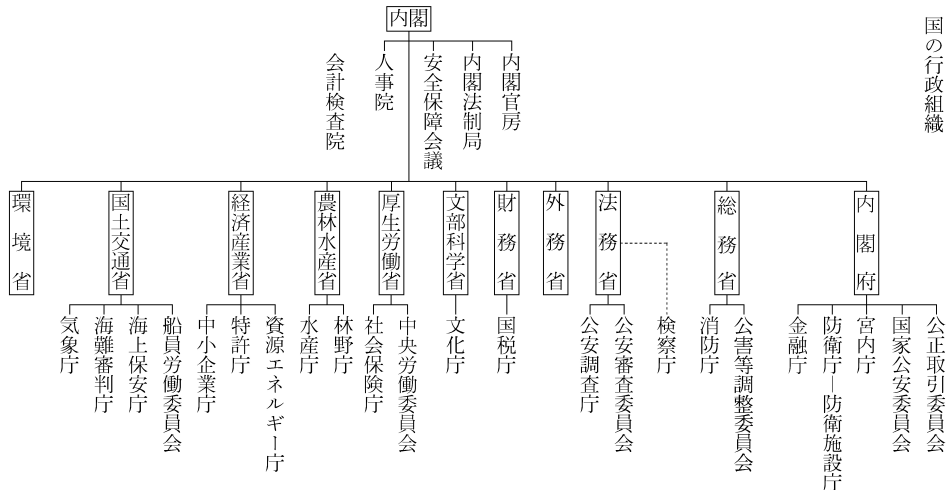 国の行政組織
内閣
内閣官房
内閣法制局
安全保障会議
人事院
会計検査院
内閣府
総務省
法務省
外務省
財務省
文部科学省
厚生労働省
農林水産省
経済産業省
国土交通省
環境省
公正取引委員会
国家公安委員会
宮内庁
防衛庁―防衛施設庁
金融庁
公害等調整委員会
消防庁
検察庁
公安審査委員会
公安調査庁
国税庁
文化庁
中央労働委員会
社会保険庁
林野庁
水産庁
資源エネルギー庁
特許庁
中小企業庁
船員労働委員会
海上保安庁
海難審判庁
気象庁